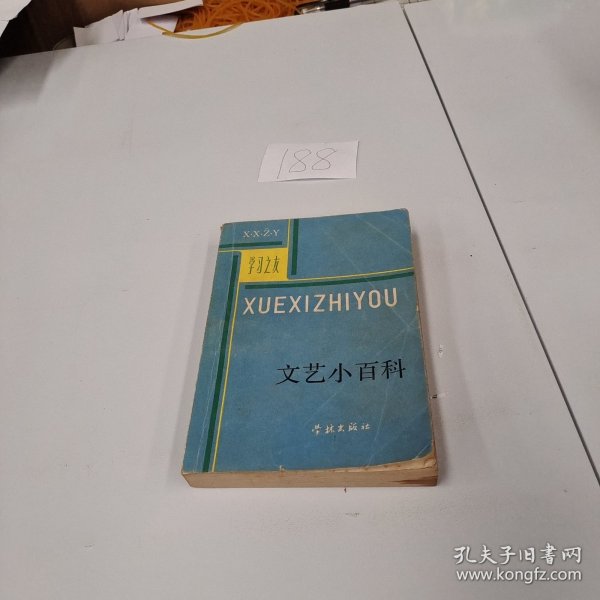 188
X·X·Z·Y
学习之友
XUEXIZHIYOU
文艺小百科
学林出版社
孔夫子旧书网
www.kongfz.com